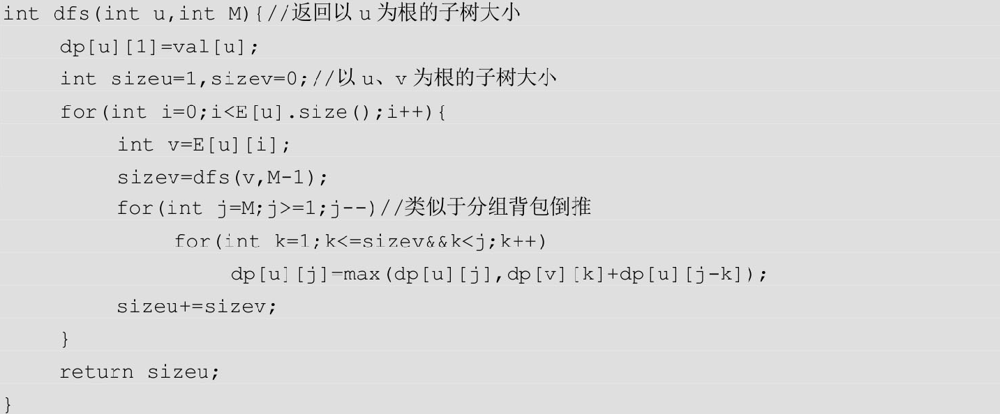 int dfs(int u,int M){//返回以 u 为根的子树大小
dp[u][1]=val[u];
int sizeu=1,sizev=0;//以 u、v 为根的子树大小
for(int i=0;i<E[u].size();i++){
int v=E[u][i];
sizev=dfs(v,M-1);
for(int j=M;j>=1;j--)//类似于分组背包倒推
for(int k=1;k<=sizev&&k<j;k++)
dp[u][j]=max(dp[u][j],dp[v][k]+dp[u][j-k]);
sizeu+=sizev;
}
return sizeu;
}